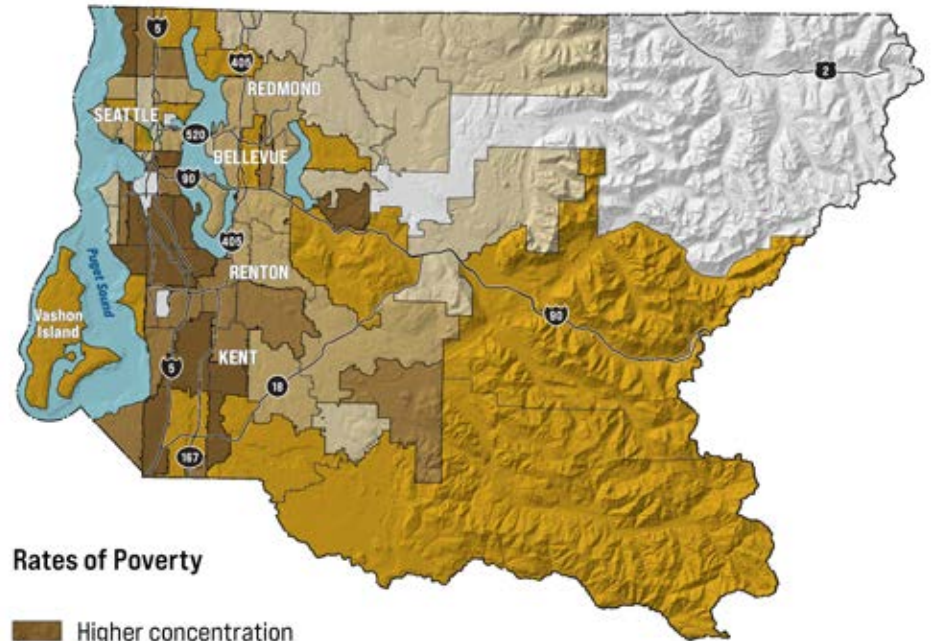 5
405
REDMOND
2
SEATTLE
520
BELLEVUE
90
405
RENTON
Puget Sound
Vashon
Island
90
KENT
5
18
167
Rates of Poverty
Higher concentration